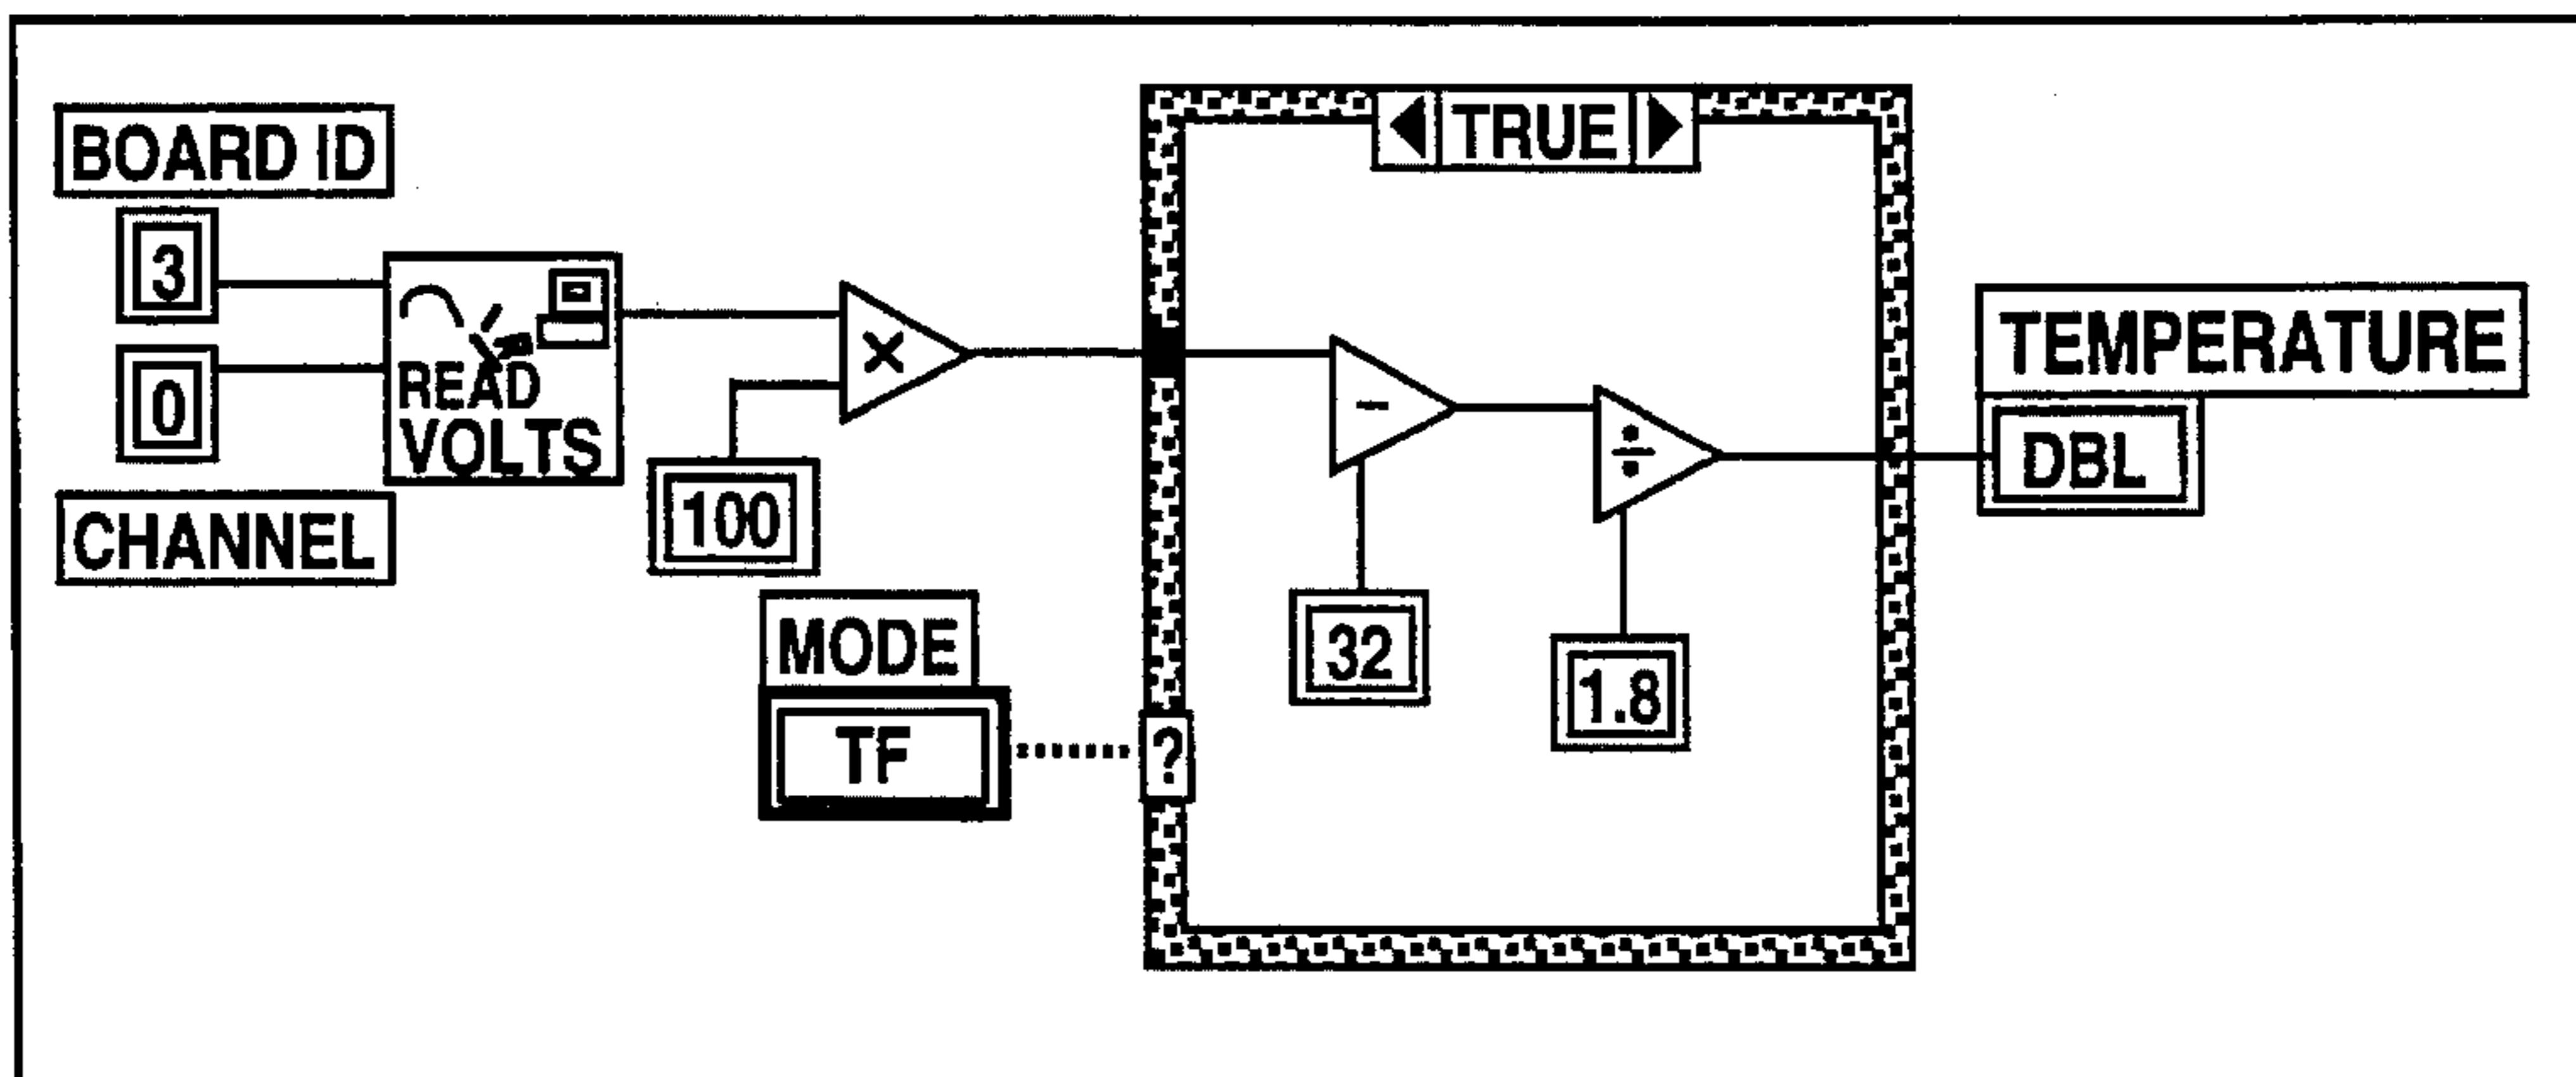 BOARD ID
3
0
CHANNEL
READ
VOLTS
×
100
MODE
TF
?
TRUE
−
32
÷
1.8
TEMPERATURE
DBL